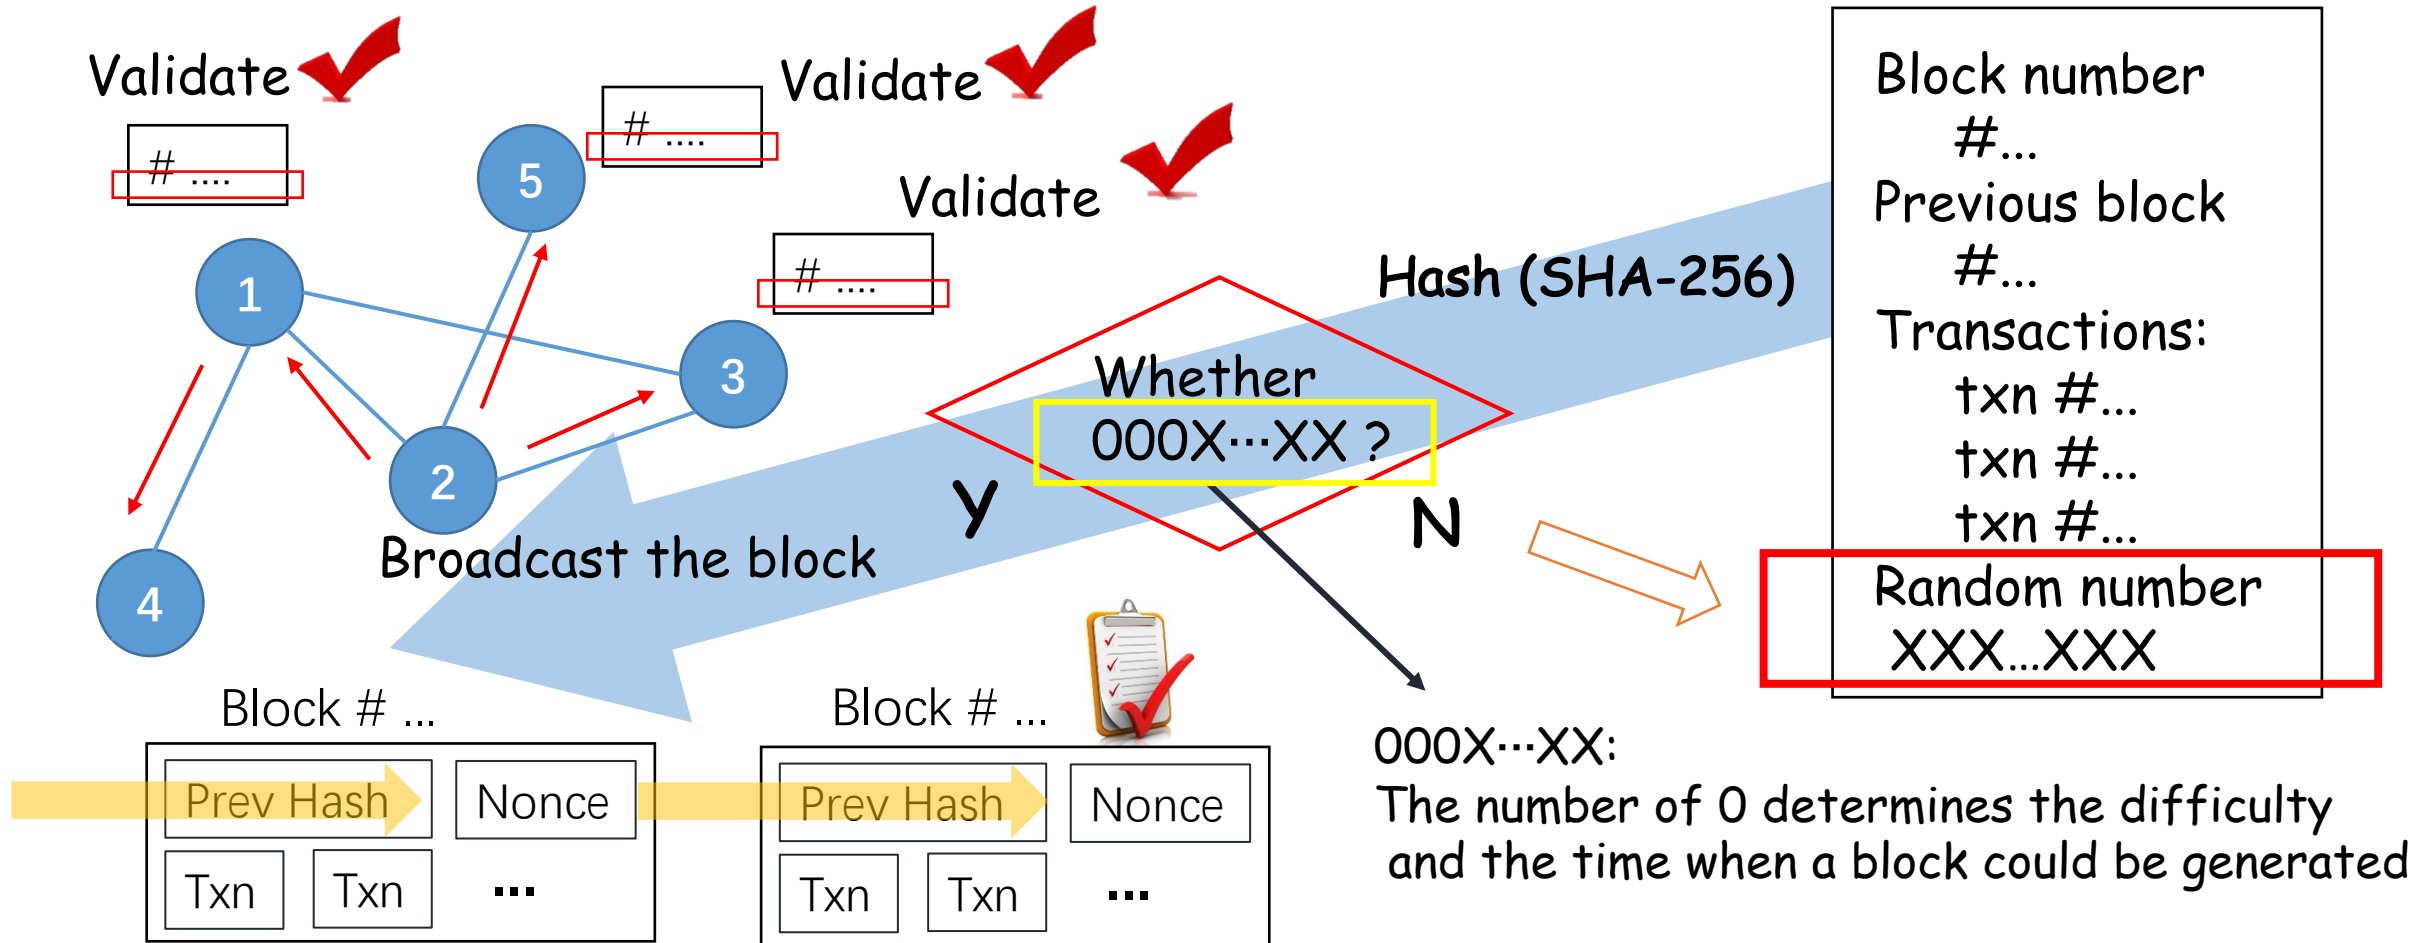 Validate
# ....
Validate
# ....
Validate
# ....
1
5
3
2
4
Block number
#...
Previous block
#...
Transactions:
txn #...
txn #...
txn #...
Random number
XXX...XXX
Hash (SHA-256)
Whether
000X···XX ?
Y
N
Broadcast the block
Block # ...
Prev Hash
Nonce
Txn
Txn
...
Block # ...
Prev Hash
Nonce
Txn
Txn
...
000X···XX:
The number of 0 determines the difficulty
and the time when a block could be generated